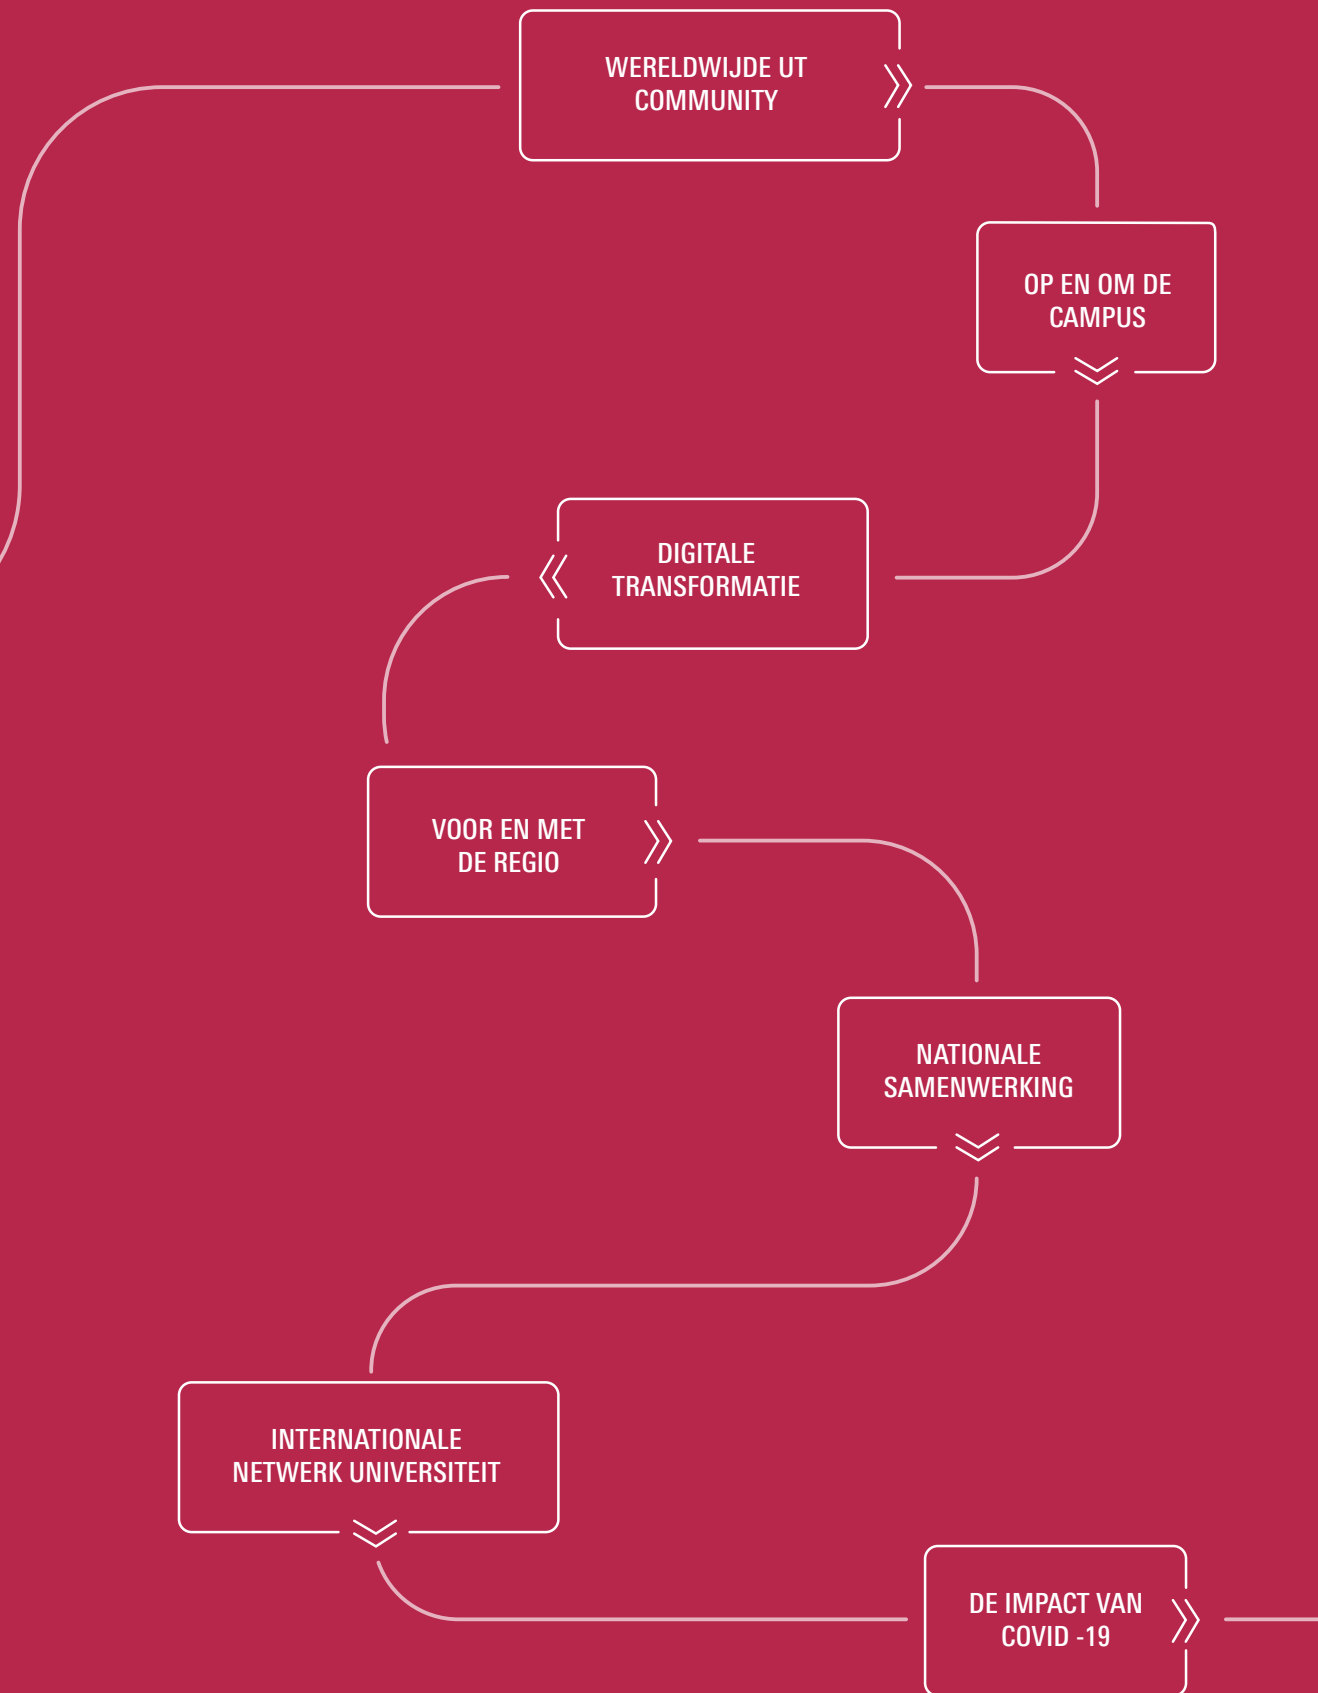 WERELDWIJDE UT
COMMUNITY
OP EN OM DE
CAMPUS
DIGITALE
TRANSFORMATIE
VOOR EN MET
DE REGIO
NATIONALE
SAMENWERKING
INTERNATIONALE
NETWERK UNIVERSITEIT
DE IMPACT VAN
COVID -19